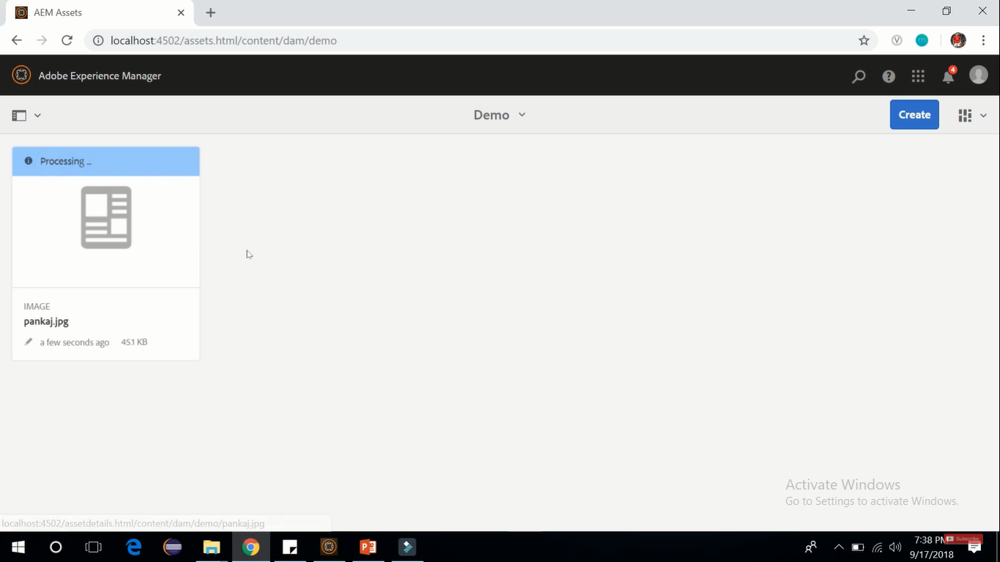 AEM Assets
localhost:4502/assets.html/content/dam/demo
Adobe Experience Manager
4
Demo
Create
Processing ...
IMAGE
pankaj.jpg
a few seconds ago 45.1 KB
Activate Windows
Go to Settings to activate Windows.
localhost:4502/assetdetails.html/content/dam/demo/pankaj.jpg
7:38 PM
Subscribe
9/17/2018